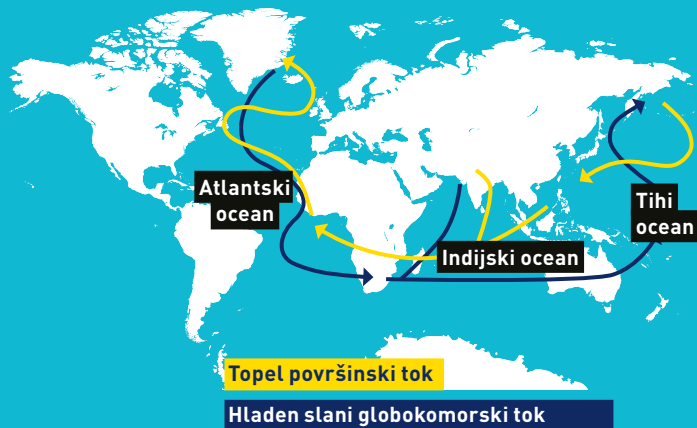 Atlantski
ocean
Tihi
ocean
Indijski ocean
Topel površinski tok
Hladen slani globokomorski tok